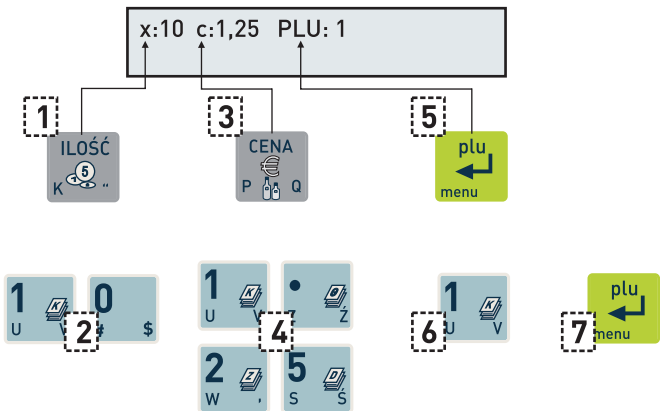 x:10 c:1,25 PLU: 1
1 3 5
ILOŚĆ CENA plu
5 €
K “ P Q menu
1 0 1 • 1 plu
K K Ø K
U V # $ U V Z Ź U V menu
2 4 6 7
2 5
Z D
W , S Ś